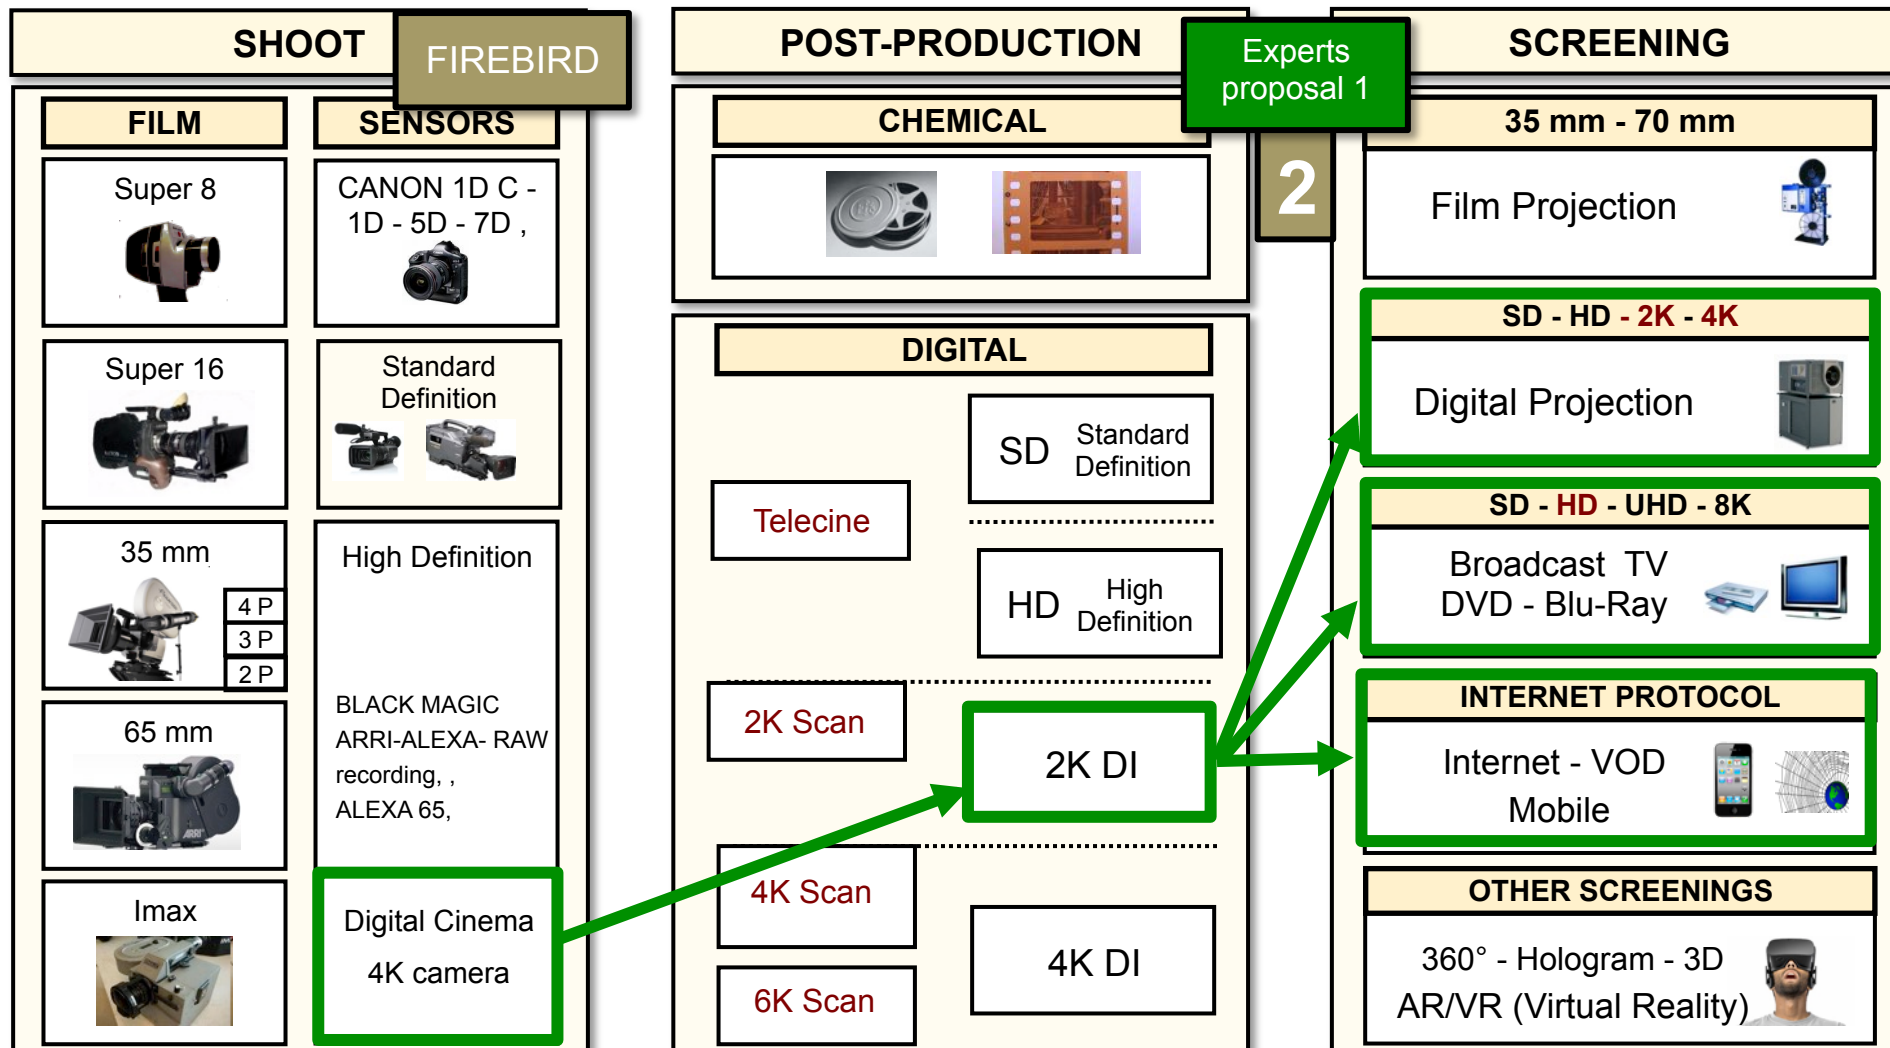 SHOOT
FIREBIRD
FILM
SENSORS
Super 8
CANON 1D C -
1D - 5D - 7D ,
Super 16
Standard
Definition
35 mm
4 P
3 P
2 P
High Definition
BLACK MAGIC
ARRI-ALEXA- RAW
recording, ,
ALEXA 65,
65 mm
ARRI
Imax
Digital Cinema
4K camera
POST-PRODUCTION
Experts
proposal 1
2
CHEMICAL
DIGITAL
SD
Standard
Definition
Telecine
HD
High
Definition
2K Scan
2K DI
4K Scan
4K DI
6K Scan
SCREENING
35 mm - 70 mm
Film Projection
SD - HD - 2K - 4K
Digital Projection
SD - HD - UHD - 8K
Broadcast TV
DVD - Blu-Ray
INTERNET PROTOCOL
Internet - VOD
Mobile
OTHER SCREENINGS
360° - Hologram - 3D
AR/VR (Virtual Reality)